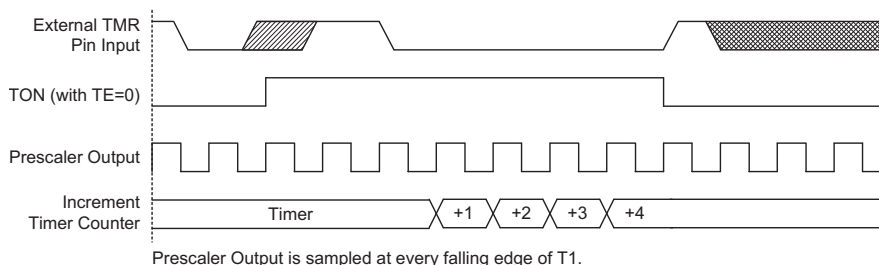 External TMR
Pin Input
TON (with TE=0)
Prescaler Output
Increment
Timer Counter
Timer
+1
+2
+3
+4
Prescaler Output is sampled at every falling edge of T1.